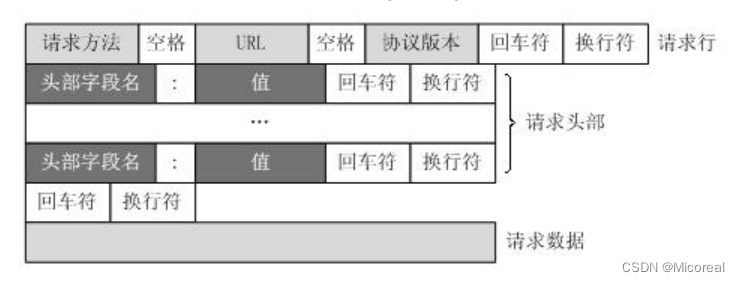 请求方法 空格 URL 空格 协议版本 回车符 换行符 请求行
头部字段名 : 值 回车符 换行符
... 请求头部
头部字段名 : 值 回车符 换行符
回车符 换行符
请求数据
CSDN @Micoreal